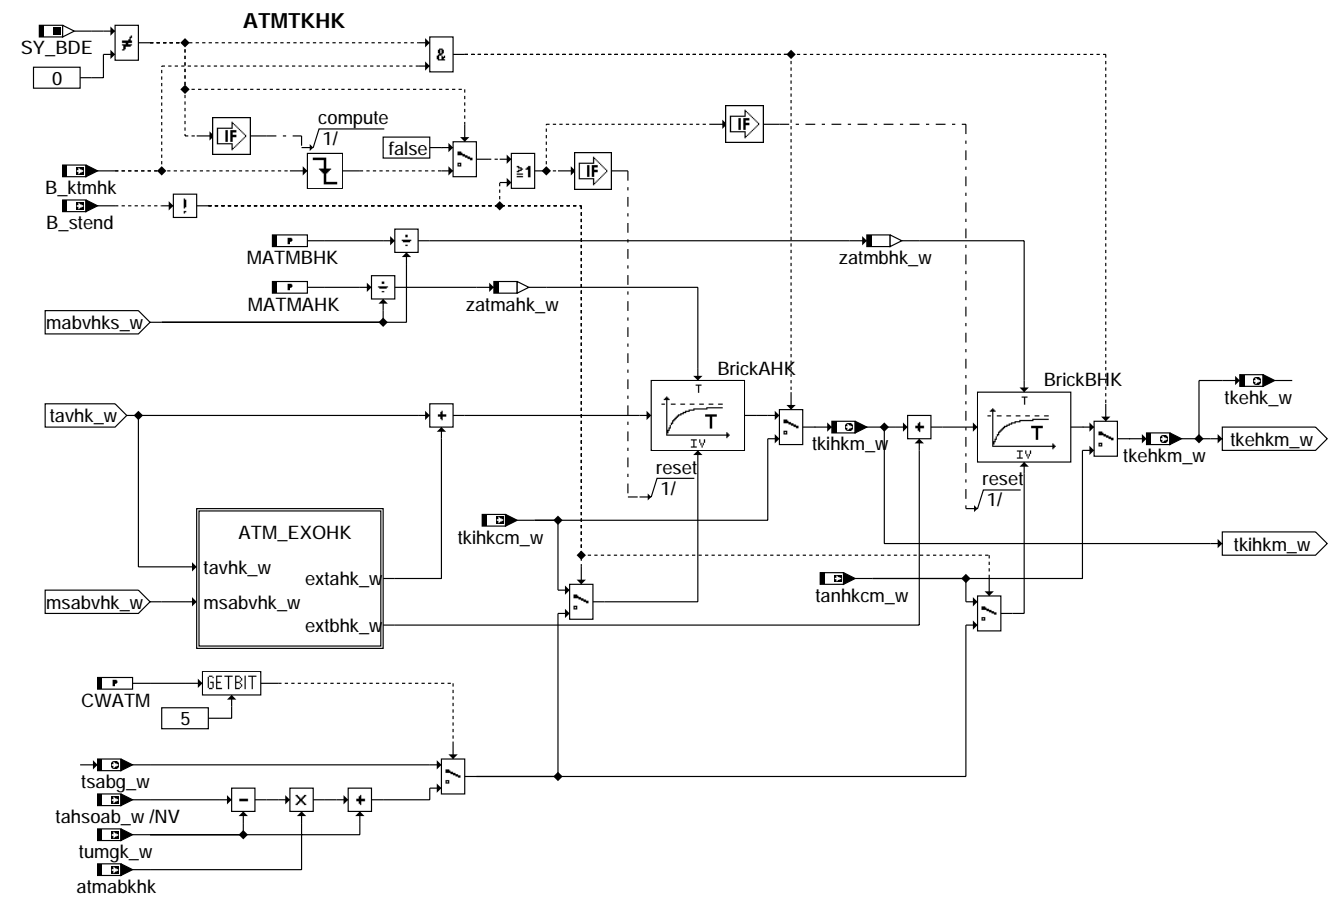 ATMTKHK
SY_BDE
≠
0
&
IF
compute
1/
false
IF
≥1
IF
B_ktmhk
B_stend
!
MATMBHK
P
÷
zatmbhk_w
MATMAHK
P
÷
zatmahk_w
mabvhks_w
BrickAHK
T
T
IV
BrickBHK
T
T
IV
tkehk_w
tavhk_w
+
tkihkm_w
+
tkehkm_w
tkehkm_w
reset
1/
reset
1/
ATM_EXOHK
tavhk_w
extahk_w
msabvhk_w
extbhk_w
tkihkcm_w
tkihkm_w
msabvhk_w
tanhkcm_w
P
GETBIT
CWATM
5
tsabg_w
tahsoab_w /NV
−
×
+
tumgk_w
atmabkhk